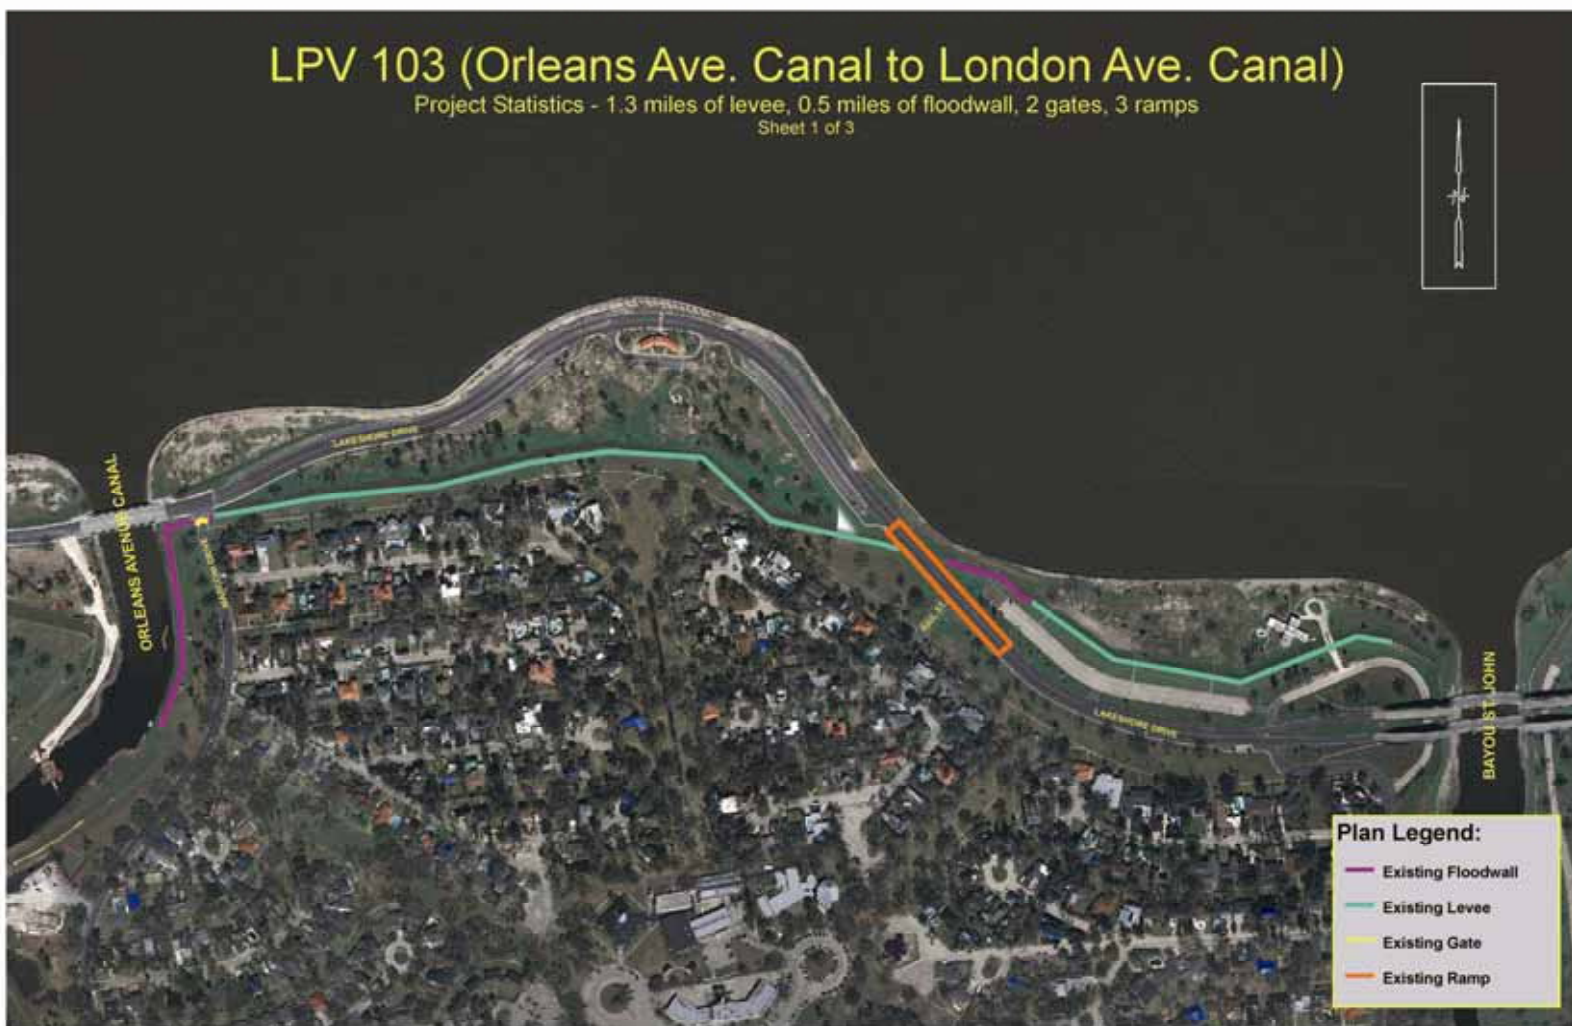 LPV 103 (Orleans Ave. Canal to London Ave. Canal)
Project Statistics - 1.3 miles of levee, 0.5 miles of floodwall, 2 gates, 3 ramps
Sheet 1 of 3
LAKESHORE DRIVE
ORLEANS AVENUE CANAL
LAKESHORE DRIVE
BAYOU ST. JOHN
Plan Legend:
Existing Floodwall
Existing Levee
Existing Gate
Existing Ramp